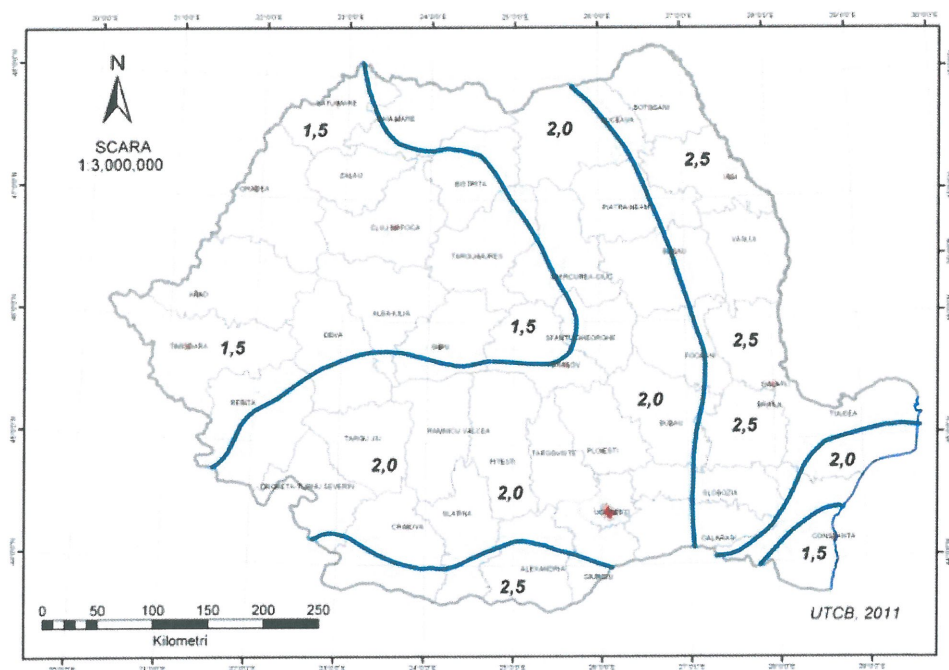 N
SCARA
1:3,000,000
SATU MARE
BAIA MARE
1,5
2,0
SUCEAVA
BOTOSANI
2,5
IASI
ORADEA
ZALAU
BISTRITA
PIATRA-NEAMT
CLUJ-NAPOCA
VASLUI
TARGU-MURES
BACAU
MIERCUREA-CIUC
ARAD
ALBA-IULIA
DEVA
SIBIU
1,5
SFANTU GHEORGHE
2,5
TIMISOARA
1,5
BRASOV
FOCSANI
GALATI
RESITA
2,0
BRAILA
TULCEA
2,5
BUZAU
TARGU JIU
RAMNICU VALCEA
2,0
PITESTI
TARGOVISTE
PLOIESTI
2,0
DROBETA-TURNU SEVERIN
2,0
SLOBOZIA
SLATINA
BUCURESTI
CRAIOVA
CALARASI
CONSTANTA
1,5
ALEXANDRIA
GIURGIU
2,5
0 50 100 150 200 250
Kilometri
UTCB, 2011